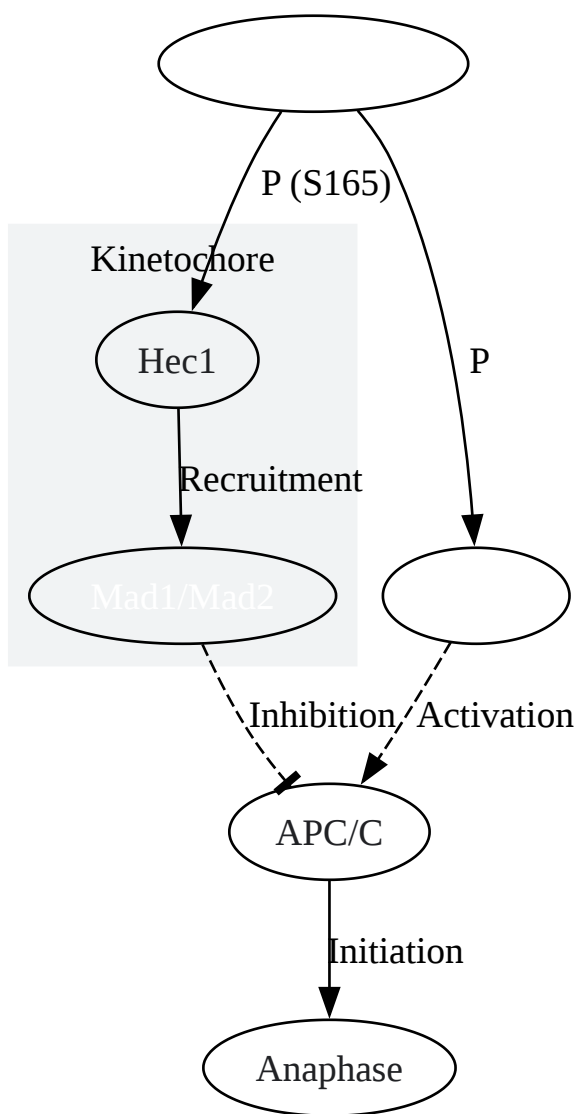 P (S165)
Kinetochore
Hec1
P
Recruitment
Mad1/Mad2
Inhibition
Activation
APC/C
Initiation
Anaphase